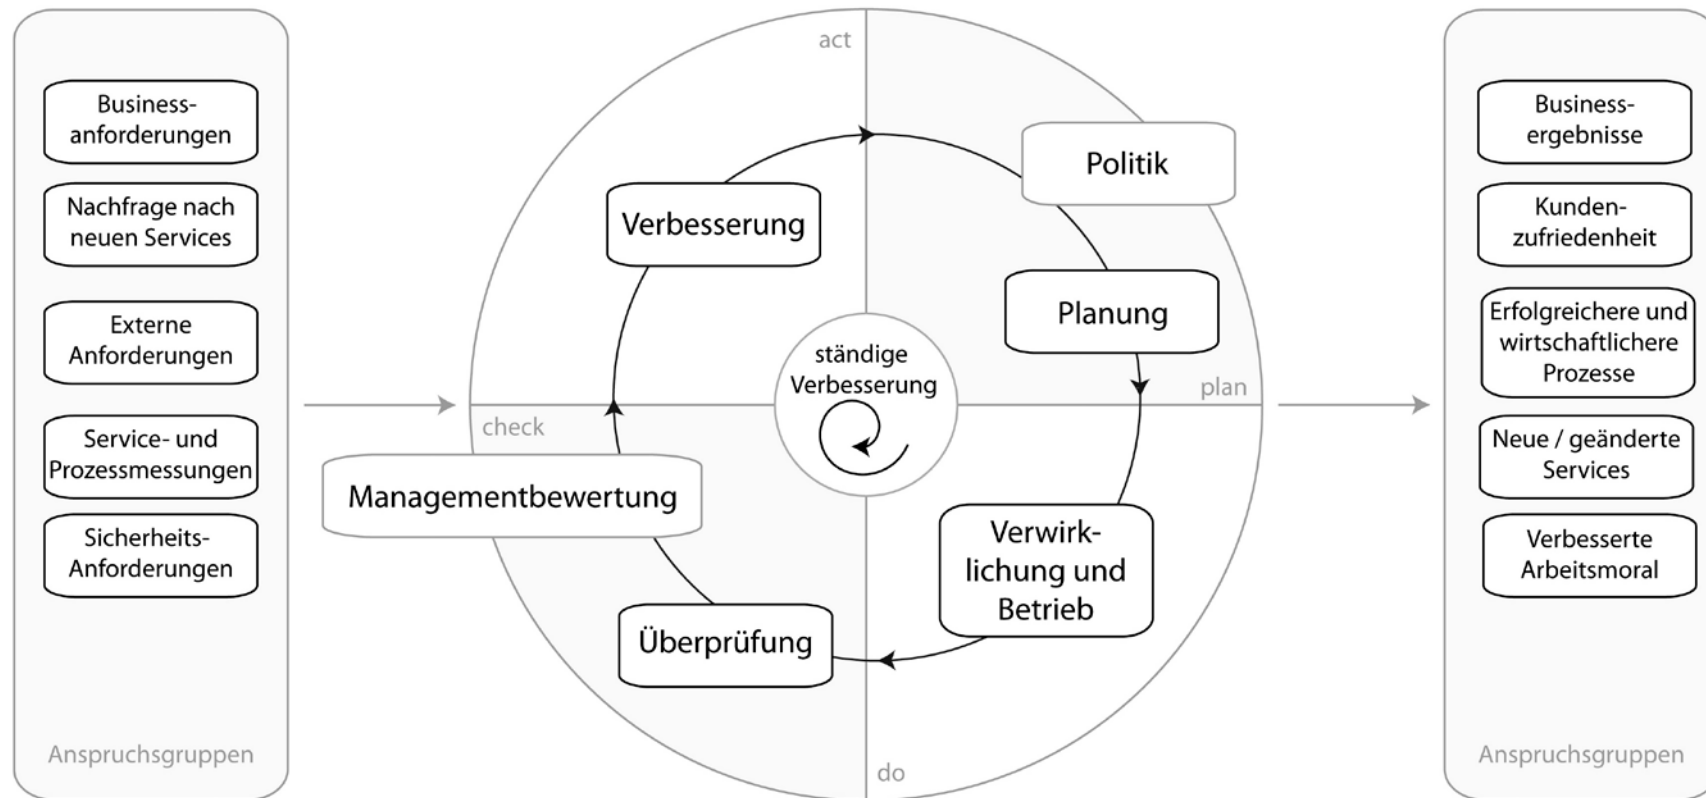 Business-
anforderungen
Nachfrage nach
neuen Services
Externe
Anforderungen
Service- und
Prozessmessungen
Sicherheits-
Anforderungen
Anspruchsgruppen
act
Politik
Verbesserung
Planung
ständige
Verbesserung
plan
check
Managementbewertung
Verwirk-
lichung und
Betrieb
Überprüfung
do
Business-
ergebnisse
Kunden-
zufriedenheit
Erfolgreichere und
wirtschaftlichere
Prozesse
Neue / geänderte
Services
Verbesserte
Arbeitsmoral
Anspruchsgruppen